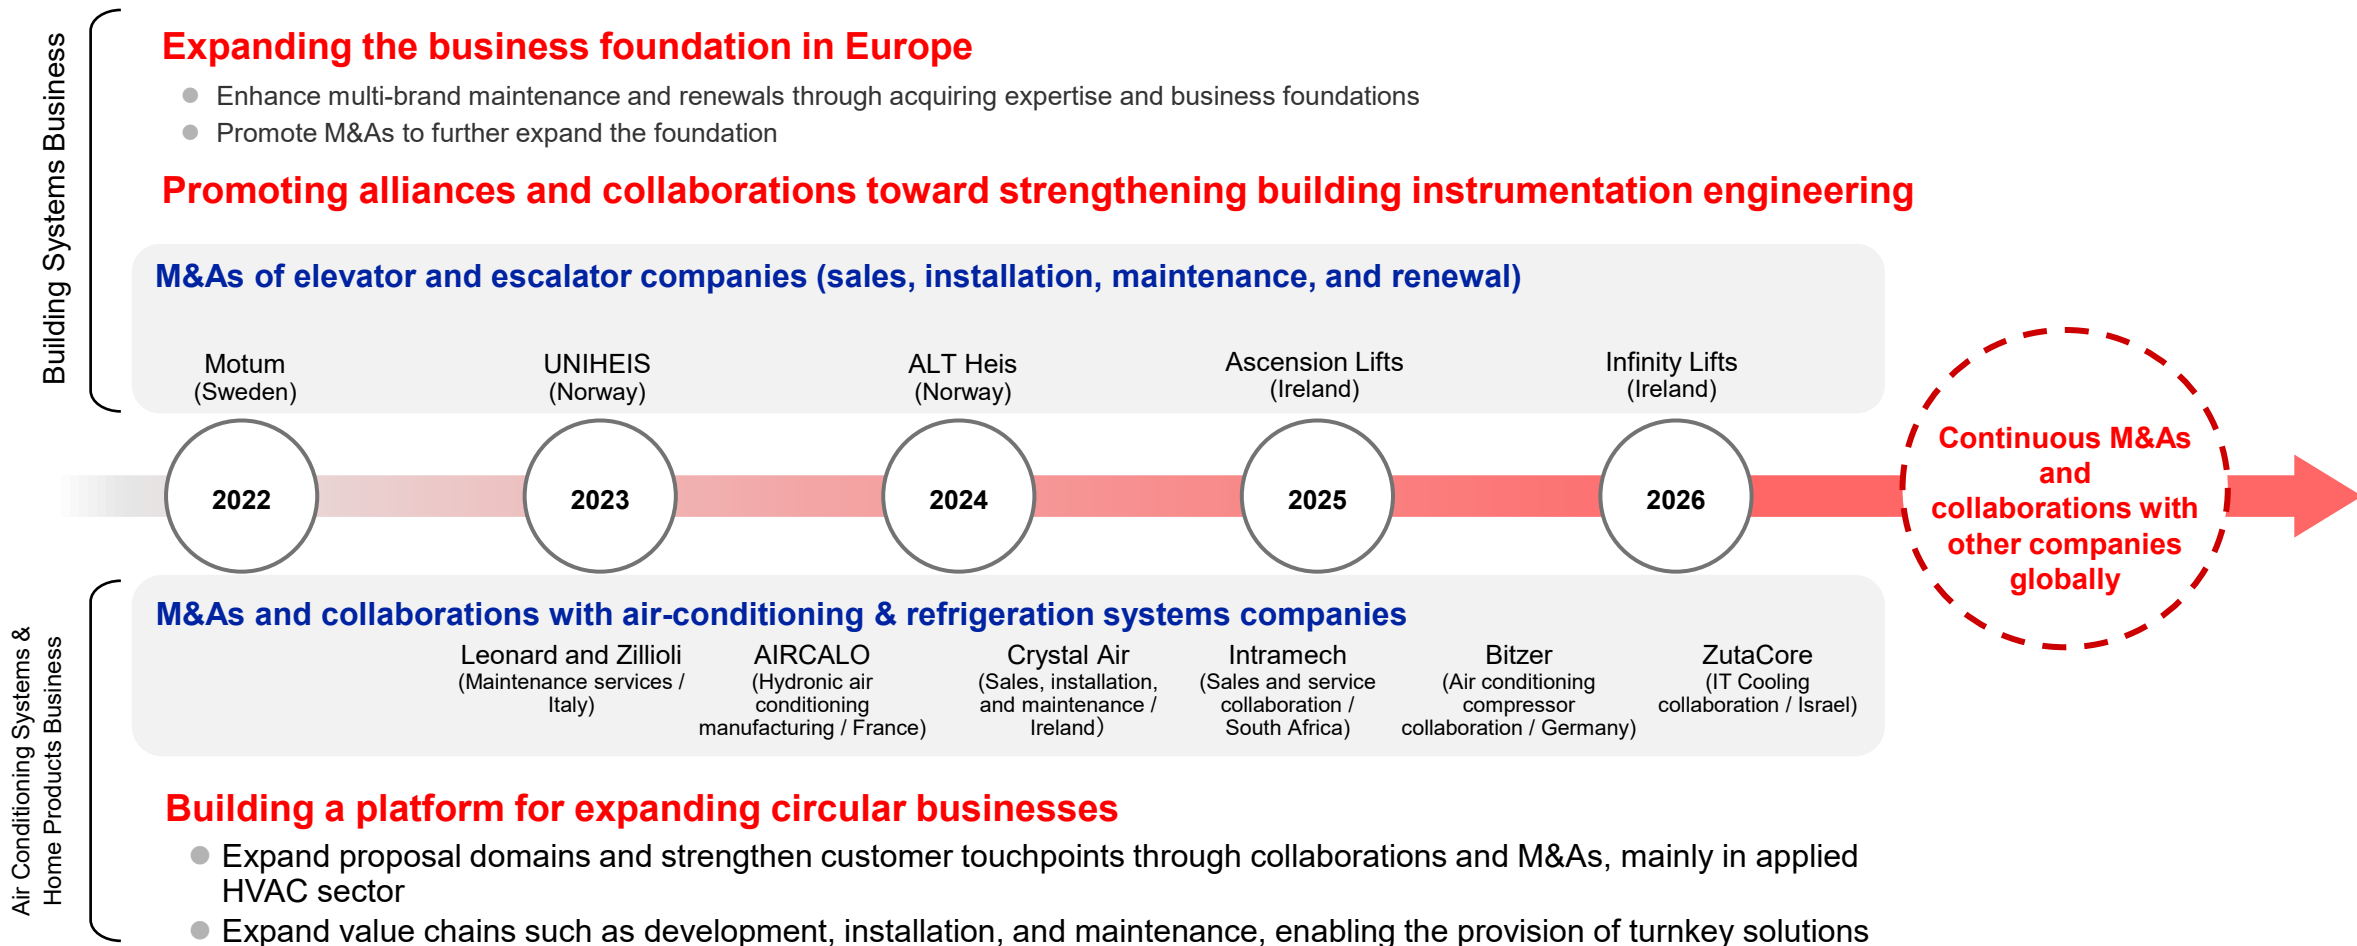 Building Systems Business
Expanding the business foundation in Europe
Enhance multi-brand maintenance and renewals through acquiring expertise and business foundations
Promote M&As to further expand the foundation
Promoting alliances and collaborations toward strengthening building instrumentation engineering
M&As of elevator and escalator companies (sales, installation, maintenance, and renewal)
Motum
(Sweden)
UNIHEIS
(Norway)
ALT Heis
(Norway)
Ascension Lifts
(Ireland)
Infinity Lifts
(Ireland)
2022
2023
2024
2025
2026
Continuous M&As
and
collaborations with
other companies
globally
Air Conditioning Systems &
Home Products Business
M&As and collaborations with air-conditioning & refrigeration systems companies
Leonard and Zillioli
(Maintenance services /
Italy)
AIRCALO
(Hydronic air
conditioning
manufacturing / France)
Crystal Air
(Sales, installation,
and maintenance /
Ireland）
Intramech
(Sales and service
collaboration /
South Africa)
Bitzer
(Air conditioning
compressor
collaboration / Germany)
ZutaCore
(IT Cooling
collaboration / Israel)
Building a platform for expanding circular businesses
Expand proposal domains and strengthen customer touchpoints through collaborations and M&As, mainly in applied
HVAC sector
Expand value chains such as development, installation, and maintenance, enabling the provision of turnkey solutions